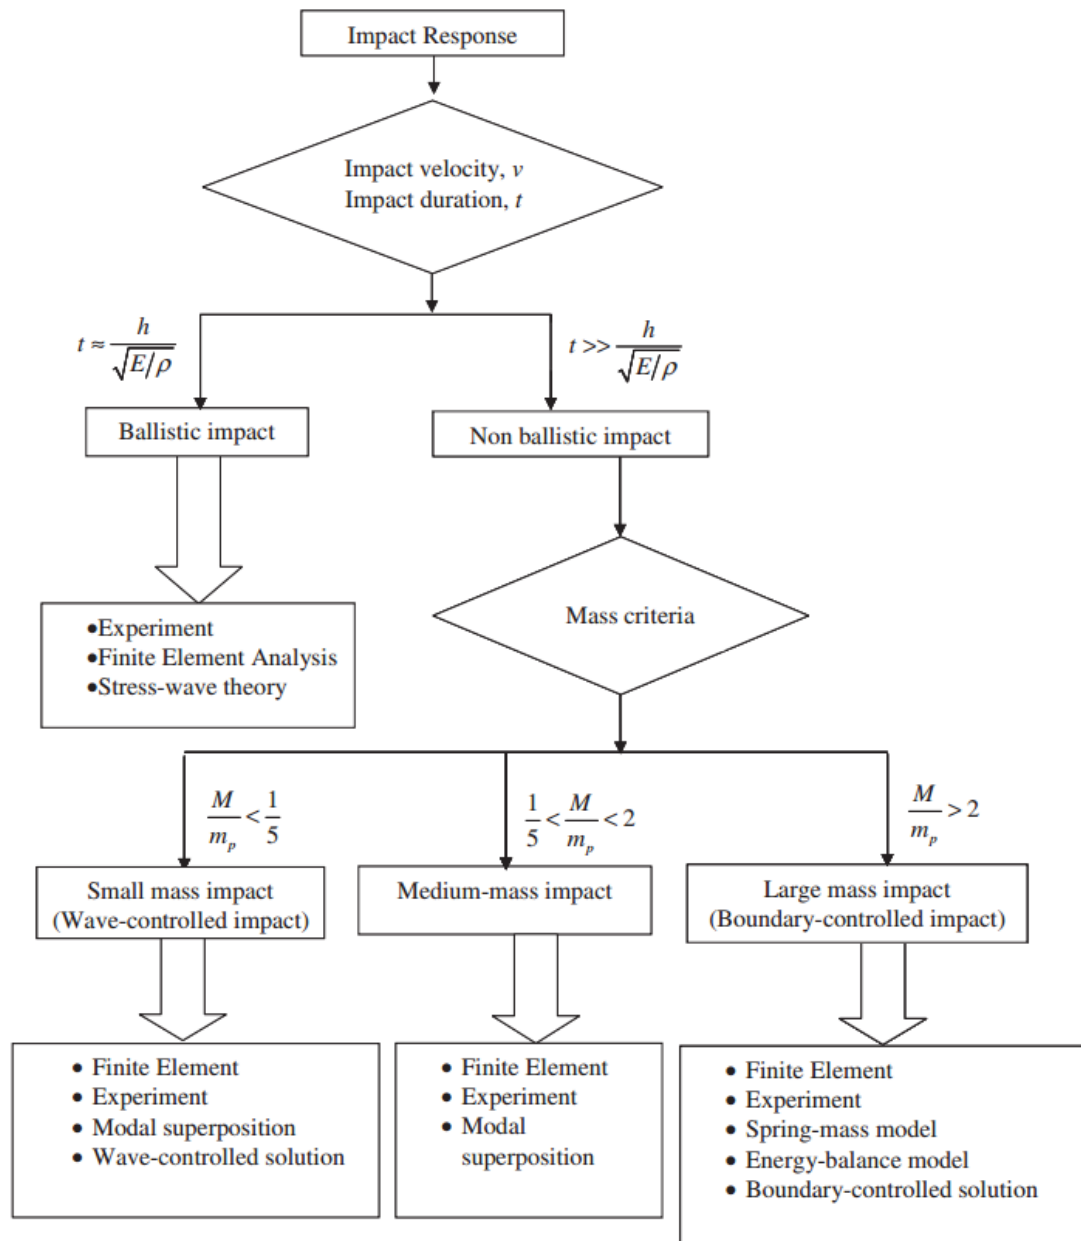 Impact Response
Impact velocity, v
Impact duration, t
t ≈ h / √(E/ρ)
t >> h / √(E/ρ)
Ballistic impact
Non ballistic impact
•Experiment
•Finite Element Analysis
•Stress-wave theory
Mass criteria
M/m_p < 1/5
1/5 < M/m_p < 2
M/m_p > 2
Small mass impact
(Wave-controlled impact)
Medium-mass impact
Large mass impact
(Boundary-controlled impact)
• Finite Element
• Experiment
• Modal superposition
• Wave-controlled solution
• Finite Element
• Experiment
• Modal
superposition
• Finite Element
• Experiment
• Spring-mass model
• Energy-balance model
• Boundary-controlled solution